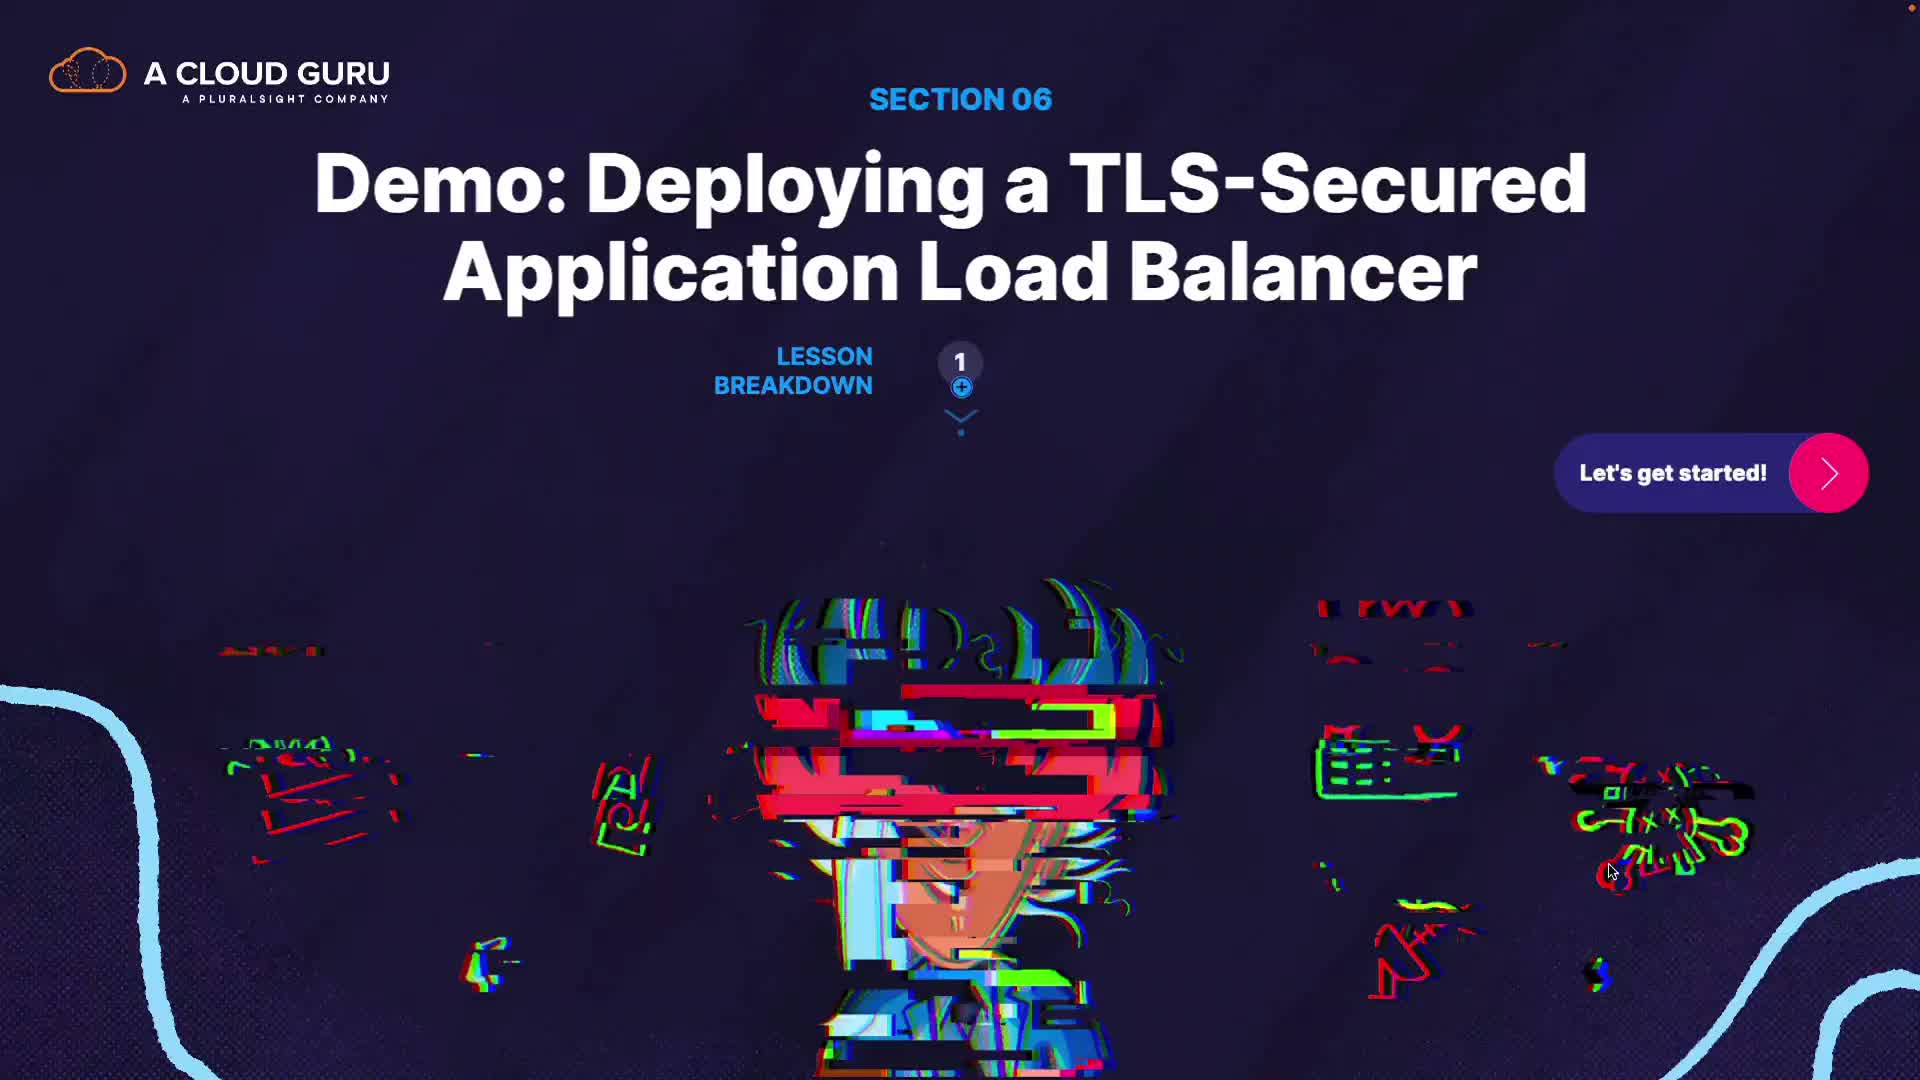 A CLOUD GURU
A PLURALSIGHT COMPANY
SECTION 06
Demo: Deploying a TLS-Secured
Application Load Balancer
LESSON
BREAKDOWN
1
Let's get started!